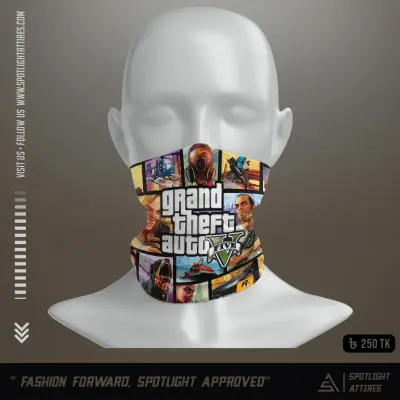 VISIT US - FOLLOW US WWW.SPOTLIGHTATTIRES.COM
grand
theft
auto
V
FIVE
R
৳ 250 TK
" FASHION FORWARD, SPOTLIGHT APPROVED"
SPOTLIGHT
ATTIRES